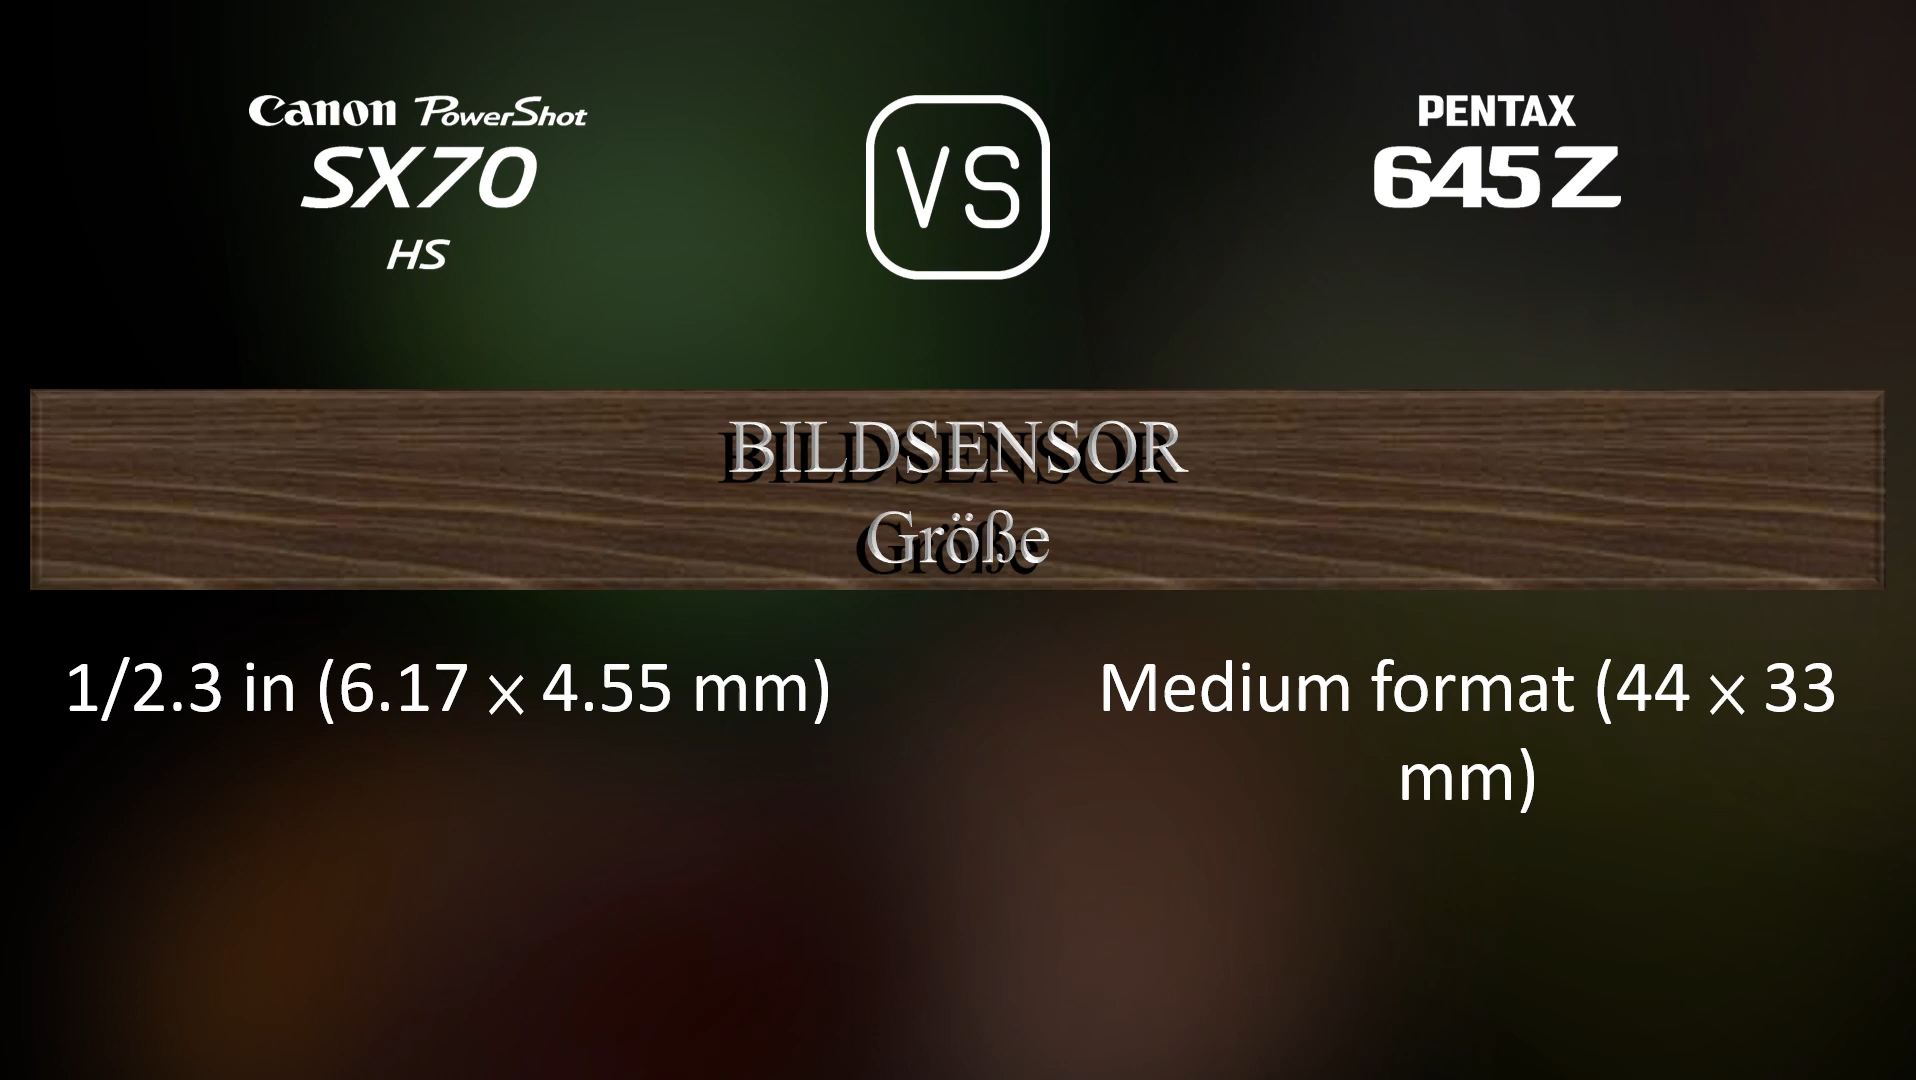 Canon PowerShot
SX70
HS
VS
PENTAX
645Z
BILDSENSOR
Größe
1/2.3 in (6.17 x 4.55 mm)
Medium format (44 x 33
mm)